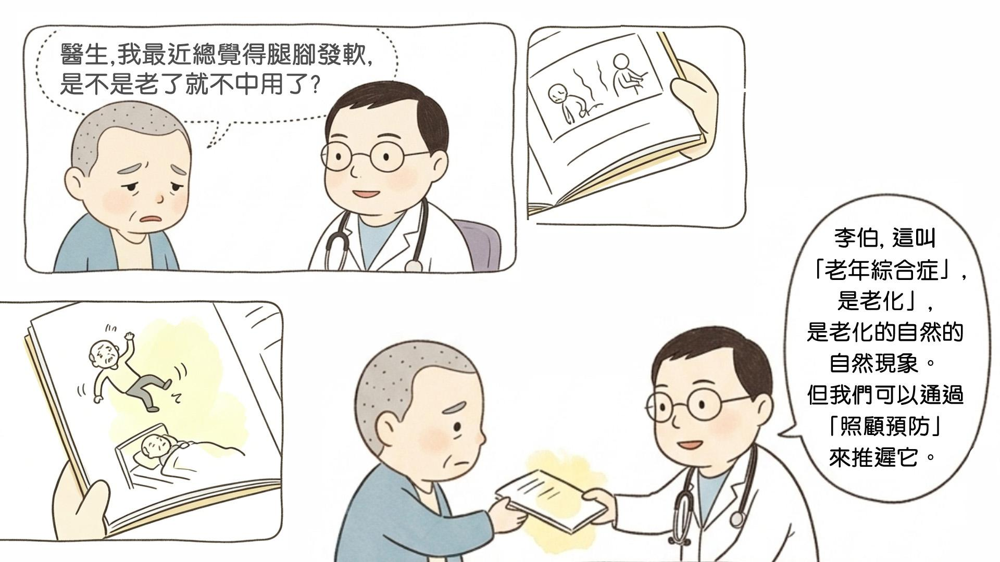 醫生,我最近總覺得腿腳發軟,
是不是老了就不中用了?
李伯, 這叫
「老年綜合症」,
是老化」,
是老化的自然的
自然現象。
但我們可以通過
「照顧預防」
來推遲它。